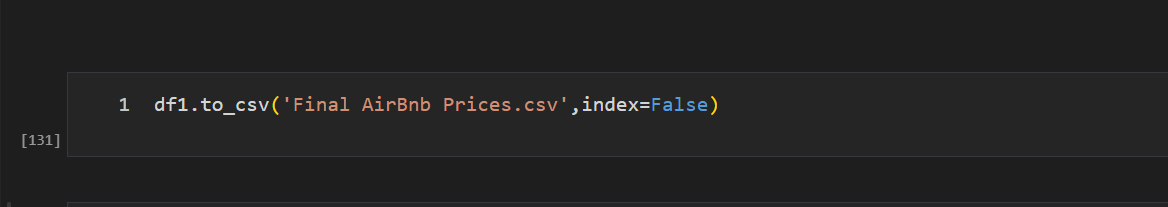 1 df1.to_csv('Final AirBnb Prices.csv',index=False)
[131]